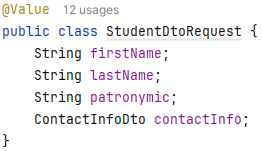 @Value 12 usages
public class StudentDtoRequest {
    String firstName;
    String lastName;
    String patronymic;
    ContactInfoDto contactInfo;
}